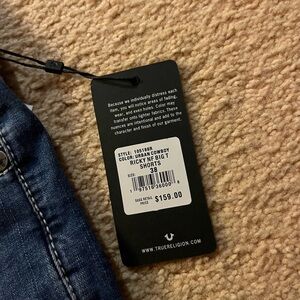 Because we individually distress each
item, you will notice areas of fading,
wear, and even holes. Color may
transfer onto lighter fabrics. These
nuances are intentional and add to the
character and finish of our garment.
COLOR: URBAN COWBOY
RICKY NF BIG T
SHORTS
SIZE: 38
PRICE $159.00
WWW.TRUERELIGION.COM